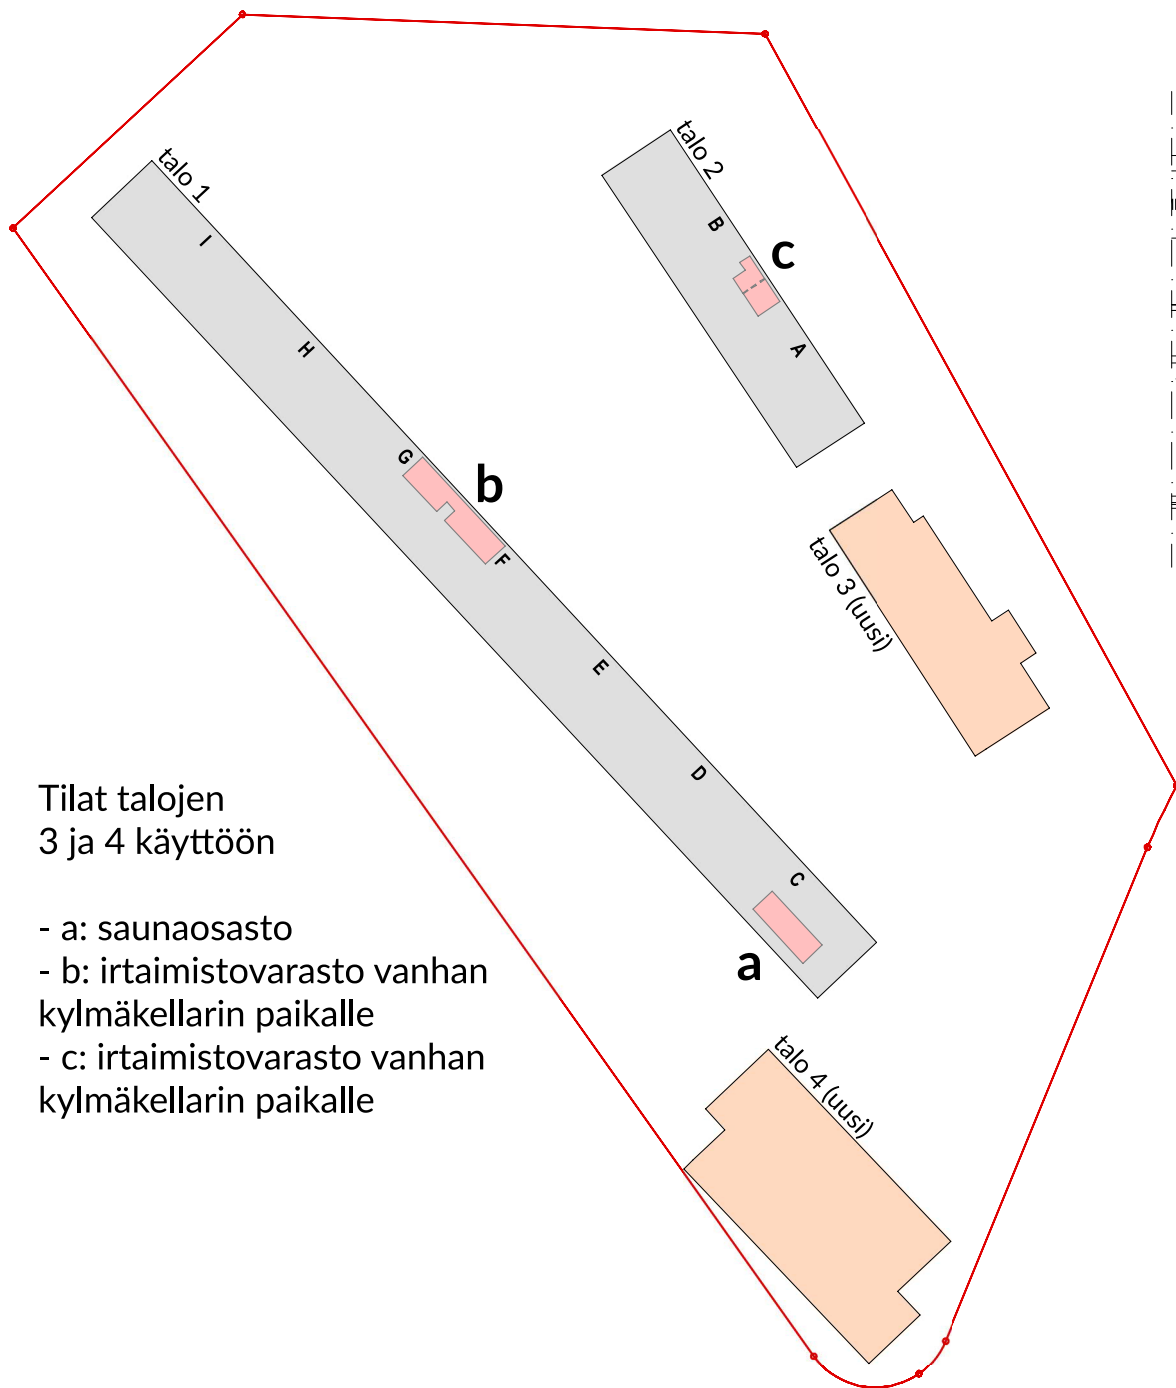 talo 1
talo 2
I
B
c
H
A
G
b
F
talo 3 (uusi)
E
D
C
a
Tilat talojen
3 ja 4 käyttöön
- a: saunaosasto
- b: irtaimistovarasto vanhan
kylmäkellarin paikalle
- c: irtaimistovarasto vanhan
kylmäkellarin paikalle
talo 4 (uusi)